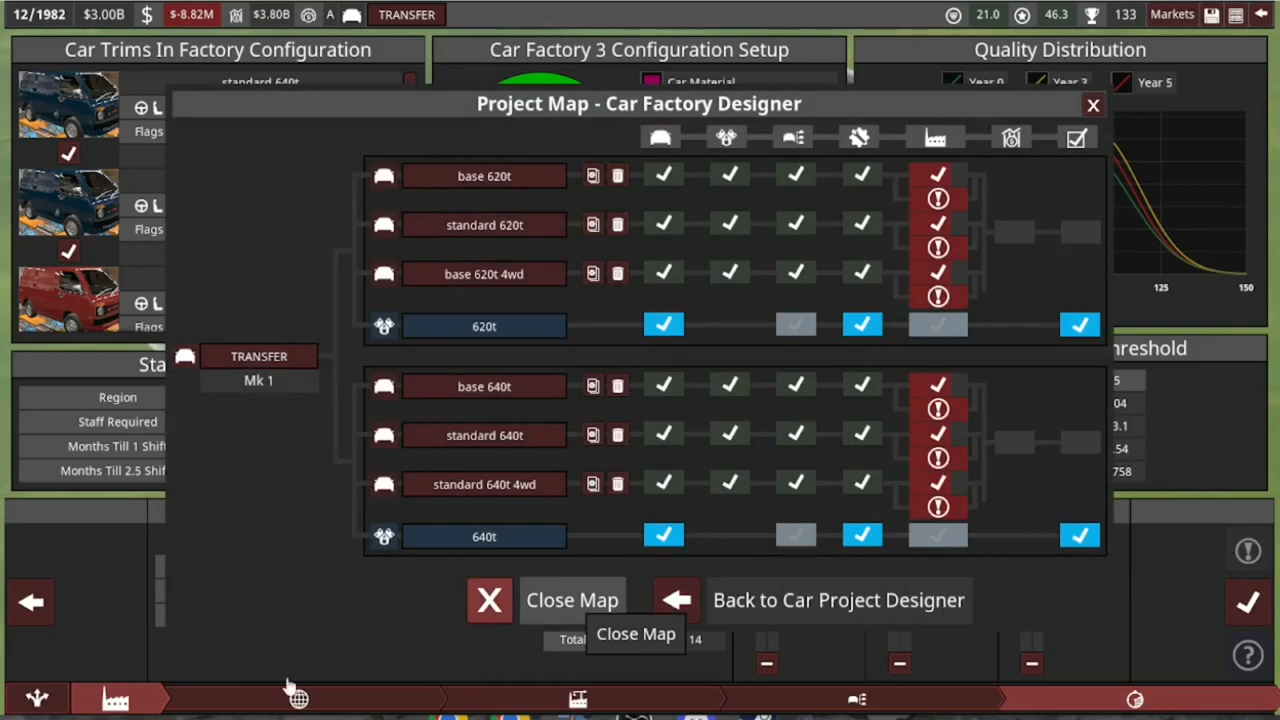 12/1982 $3.00B $ $-8.82M $3.80B A TRANSFER 21.0 46.3 133 Markets
Car Trims In Factory Configuration
Car Factory 3 Configuration Setup
Quality Distribution
standard 640t
Car Material
Year 0
Year 3
Year 5
Project Map - Car Factory Designer
X
L
Flags
L
Flags
L
Flags
base 620t
standard 620t
base 620t 4wd
620t
TRANSFER
Mk 1
base 640t
standard 640t
standard 640t 4wd
640t
125
150
Sta
hreshold
Region
Staff Required
Months Till 1 Shift
Months Till 2.5 Shif
5
04
3.1
.54
758
X Close Map
Back to Car Project Designer
Close Map
Total
14
?